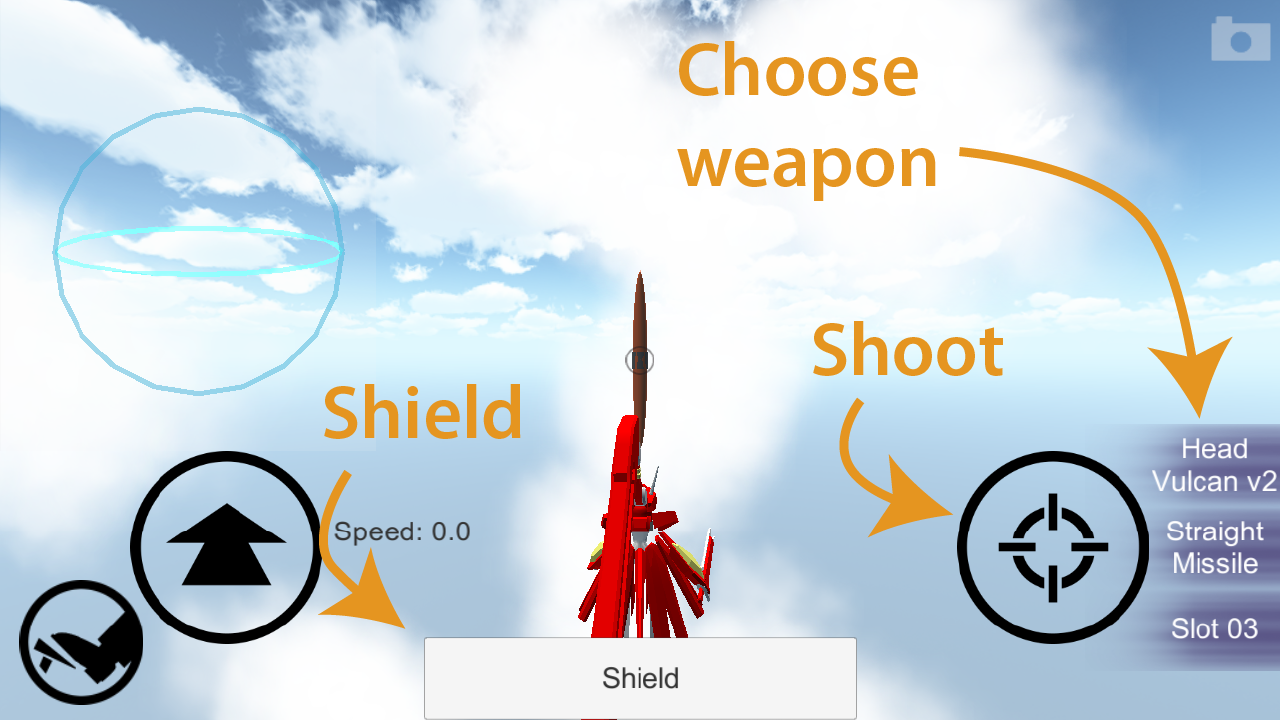 Choose
weapon
Shoot
Shield
Head
Vulcan v2
Speed: 0.0
Straight
Missile
Slot 03
Shield